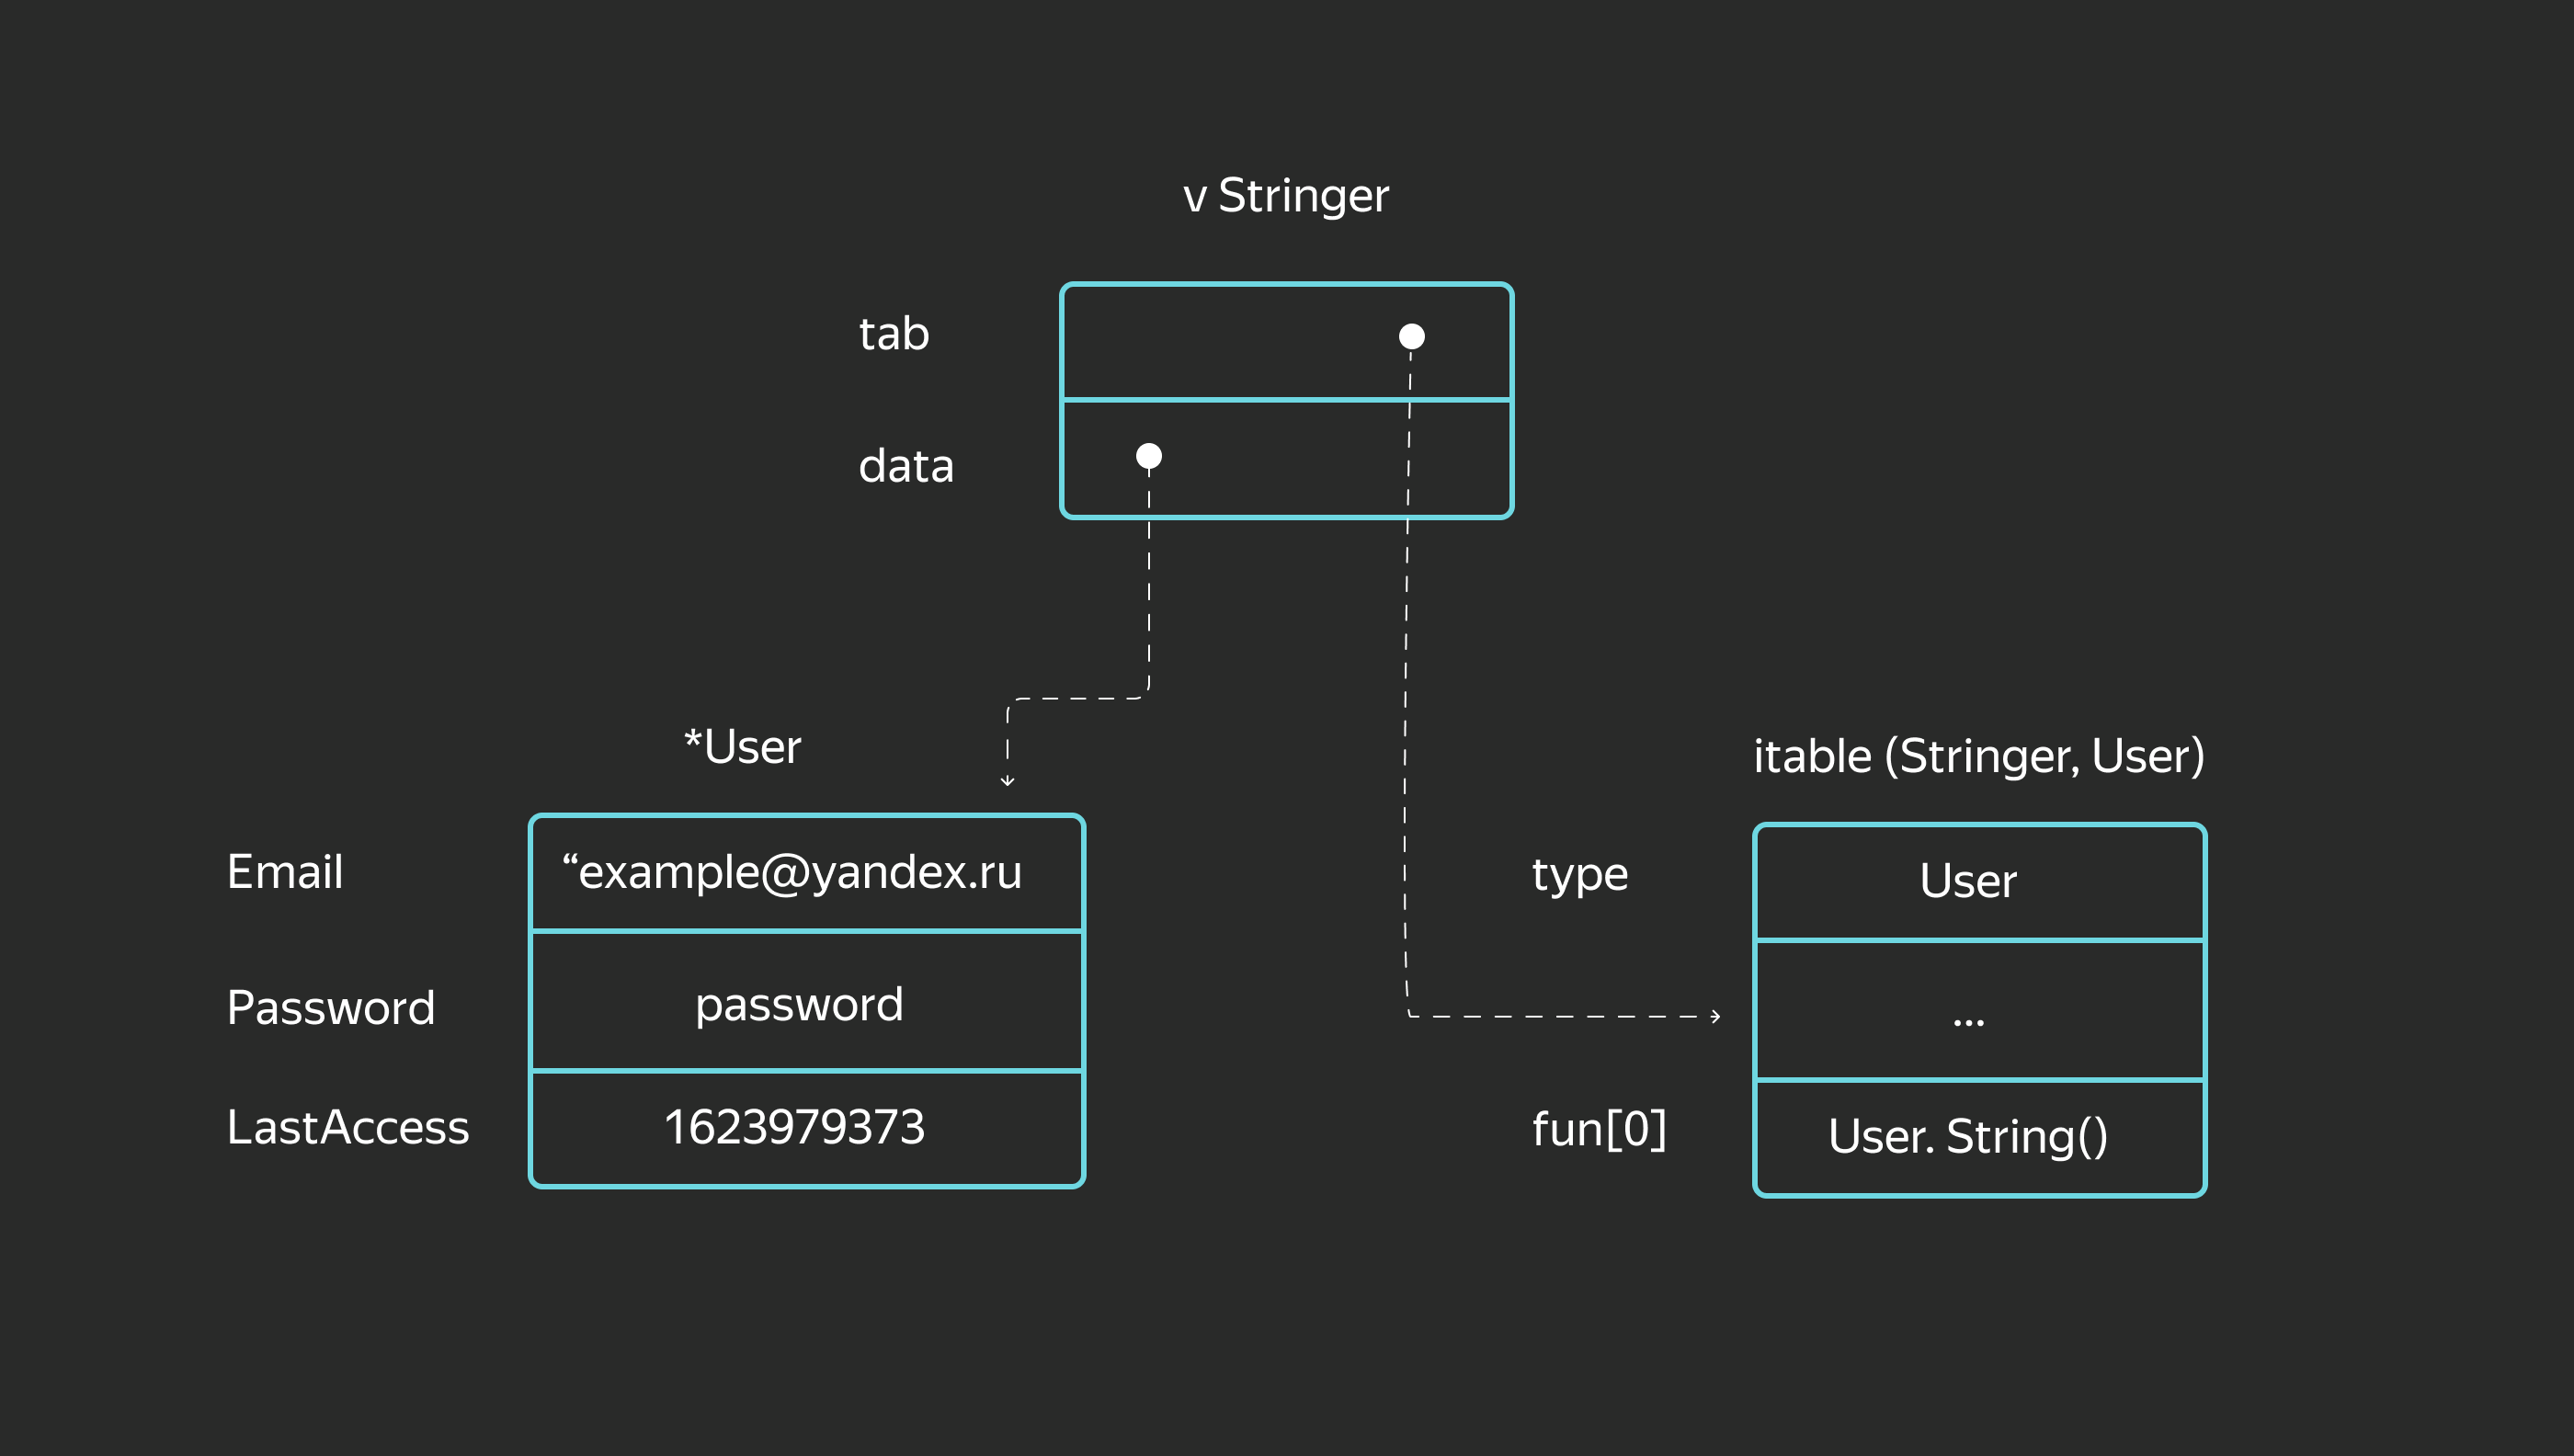 v Stringer
tab
data
*User
Email
“example@yandex.ru
Password
password
LastAccess
1623979373
itable (Stringer, User)
type
User
...
fun[0]
User. String()